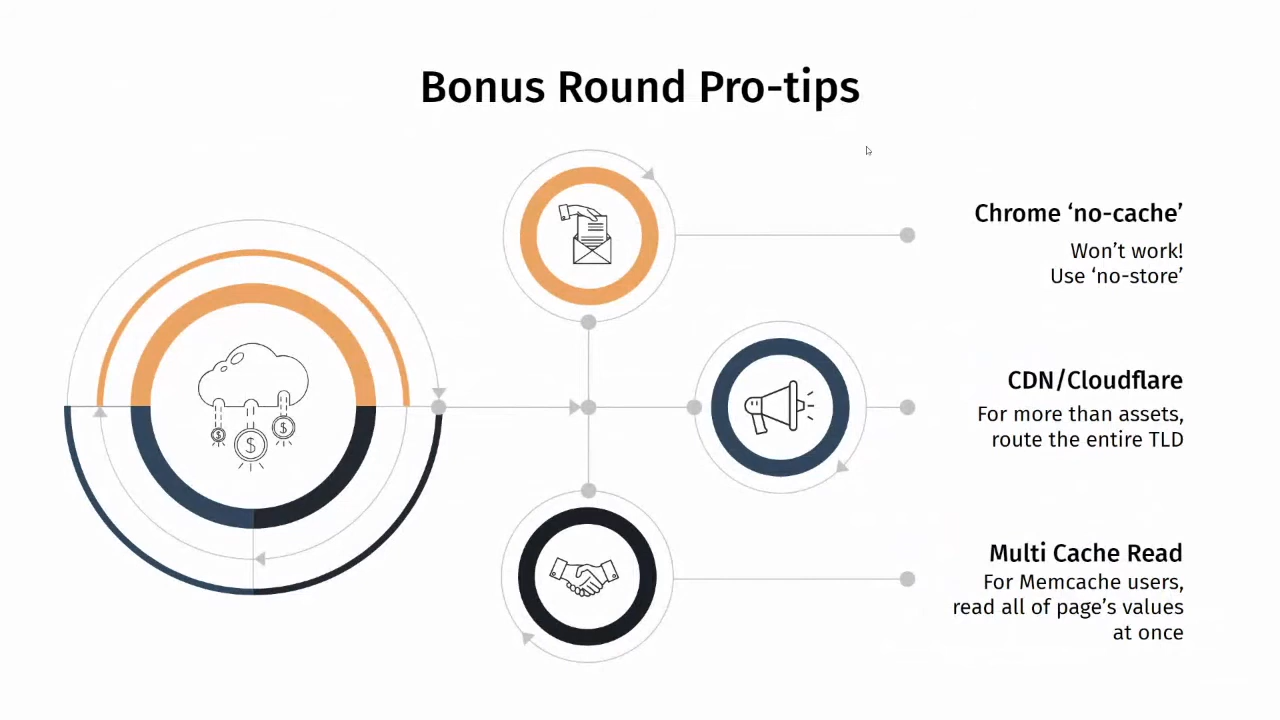 Bonus Round Pro-tips
Chrome ‘no-cache’
Won’t work!
Use ‘no-store’
CDN/Cloudflare
For more than assets,
route the entire TLD
Multi Cache Read
For Memcache users,
read all of page’s values
at once
$
$
$